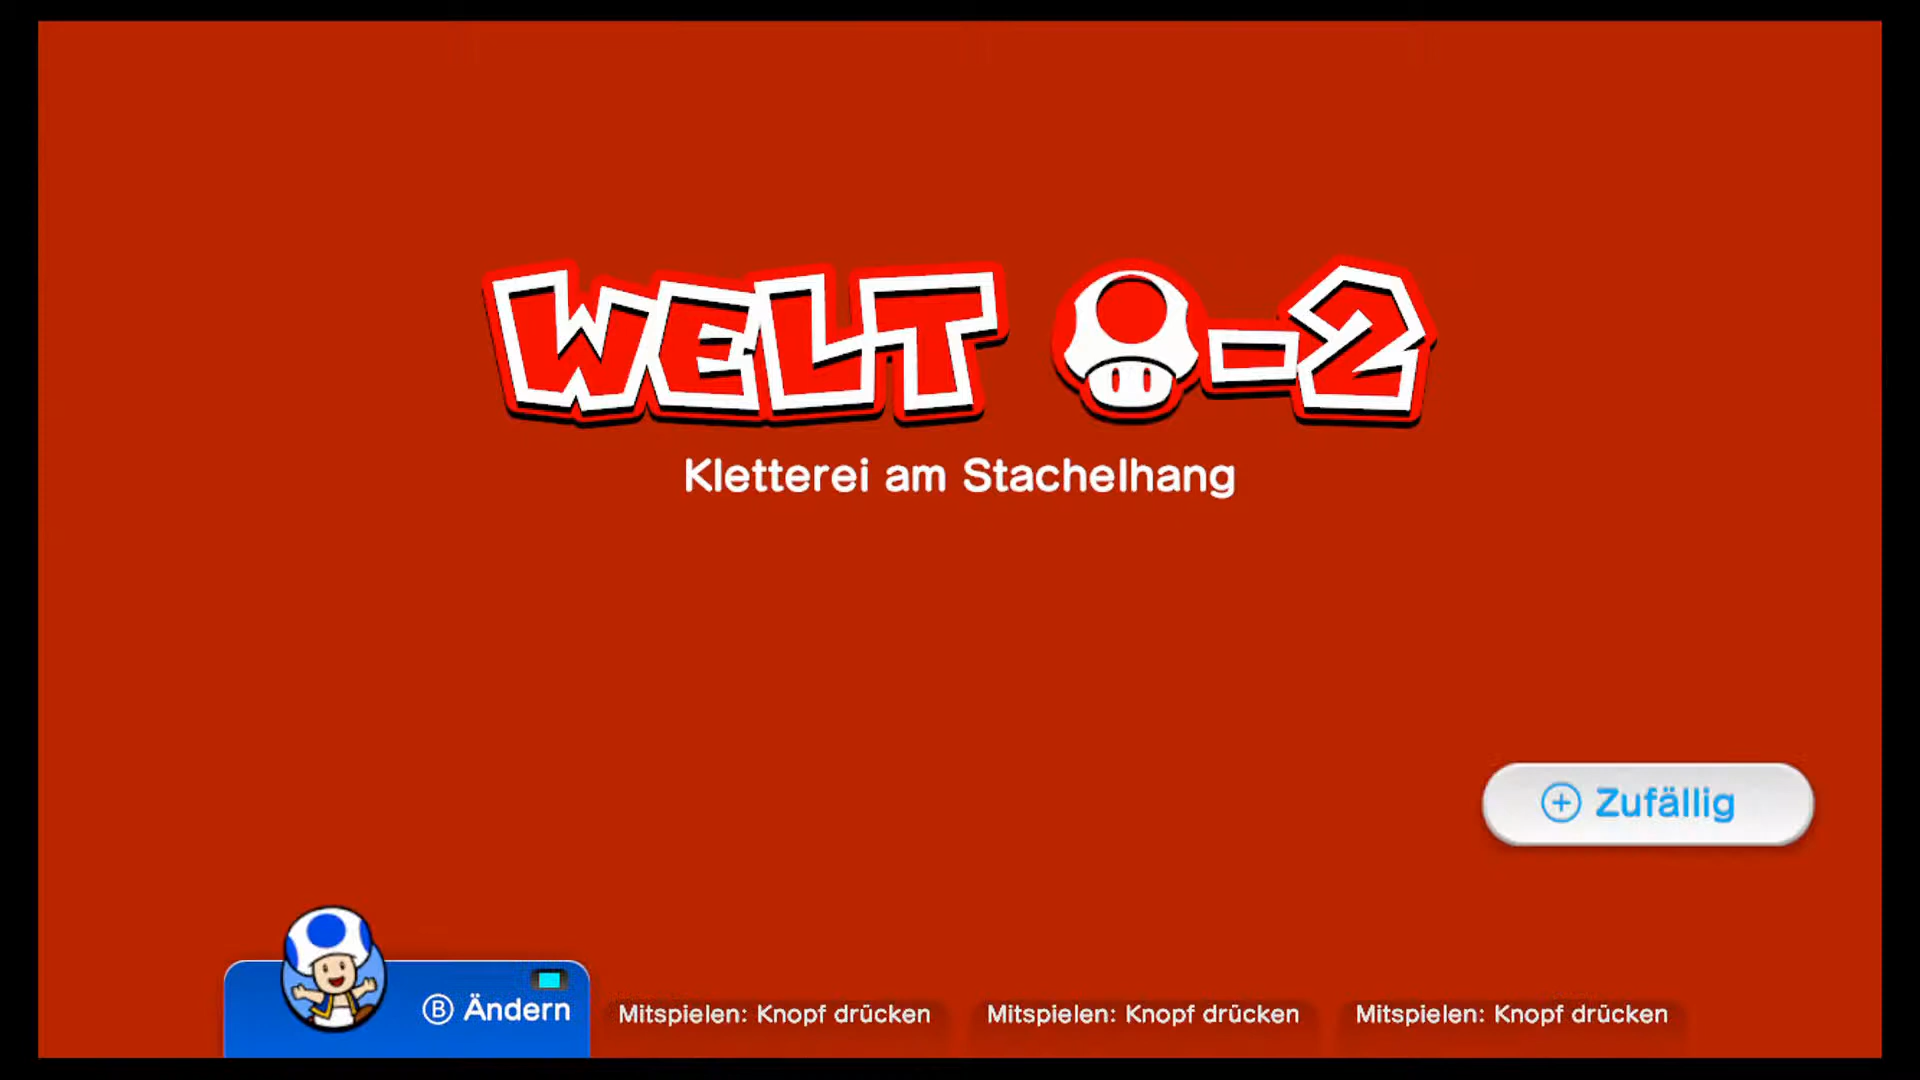 WELT -2
Kletterei am Stachelhang
Zufällig
B Ändern
Mitspielen: Knopf drücken
Mitspielen: Knopf drücken
Mitspielen: Knopf drücken